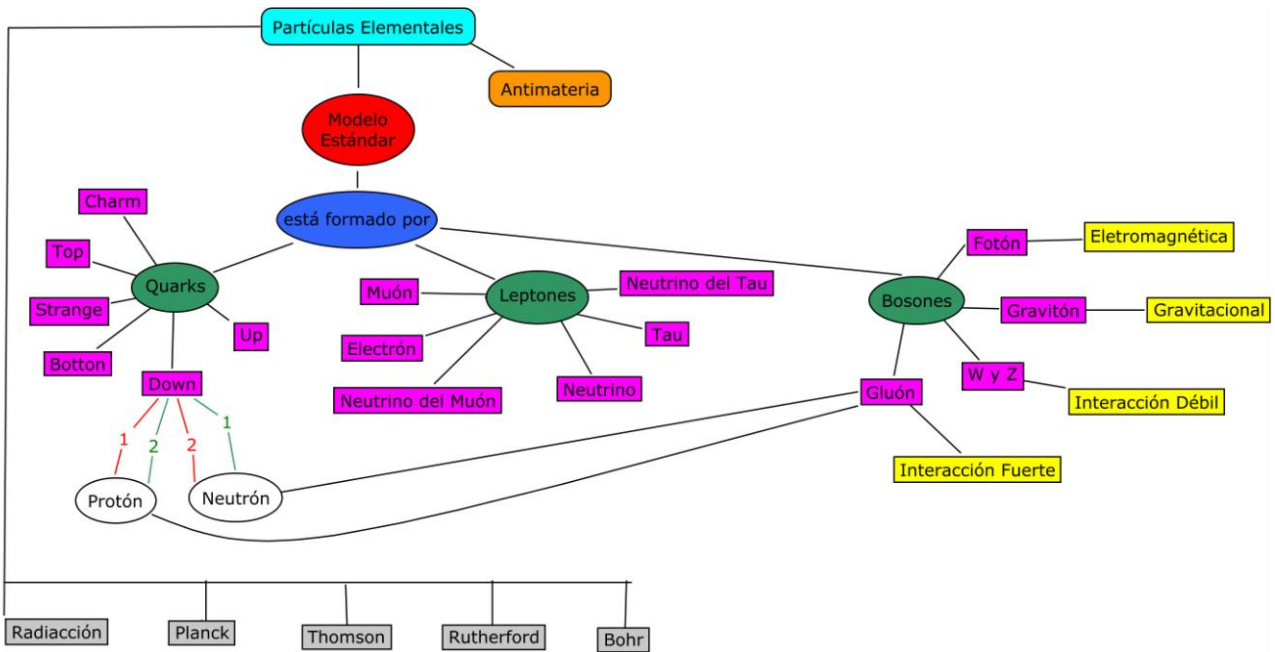 Partículas Elementales
Antimateria
Modelo
Estándar
está formado por
Charm
Top
Quarks
Strange
Up
Botton
Down
1
2
2
1
Protón
Neutrón
Muón
Leptones
Neutrino del Tau
Electrón
Tau
Neutrino del Muón
Neutrino
Bosones
Fotón
Eletromagnética
Gravitón
Gravitacional
W y Z
Interacción Débil
Gluón
Interacción Fuerte
Radiacción
Planck
Thomson
Rutherford
Bohr